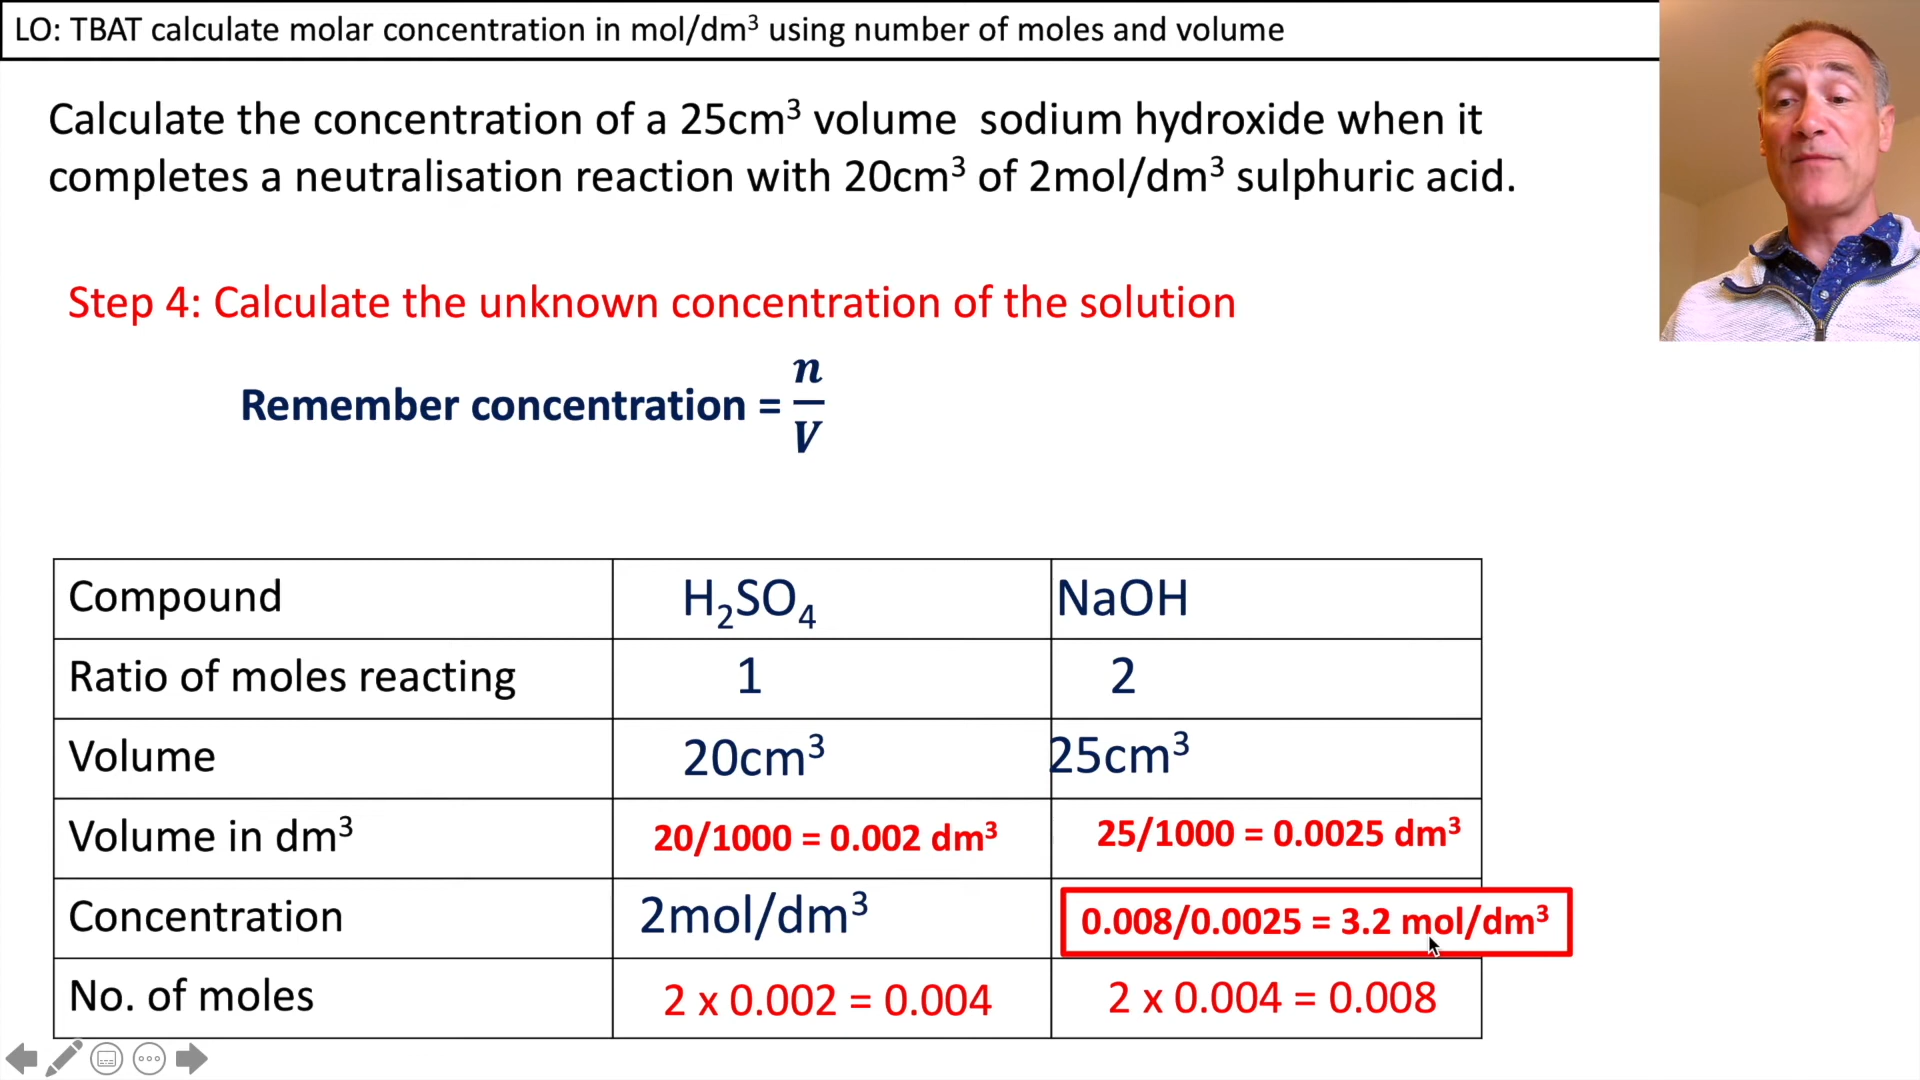 LO: TBAT calculate molar concentration in mol/dm³ using number of moles and volume
Calculate the concentration of a 25cm³ volume sodium hydroxide when it
completes a neutralisation reaction with 20cm³ of 2mol/dm³ sulphuric acid.
Step 4: Calculate the unknown concentration of the solution
Remember concentration = n/V
Compound H₂SO₄ NaOH
Ratio of moles reacting 1 2
Volume 20cm³ 25cm³
Volume in dm³ 20/1000 = 0.002 dm³ 25/1000 = 0.0025 dm³
Concentration 2mol/dm³ 0.008/0.0025 = 3.2 mol/dm³
No. of moles 2 x 0.002 = 0.004 2 x 0.004 = 0.008